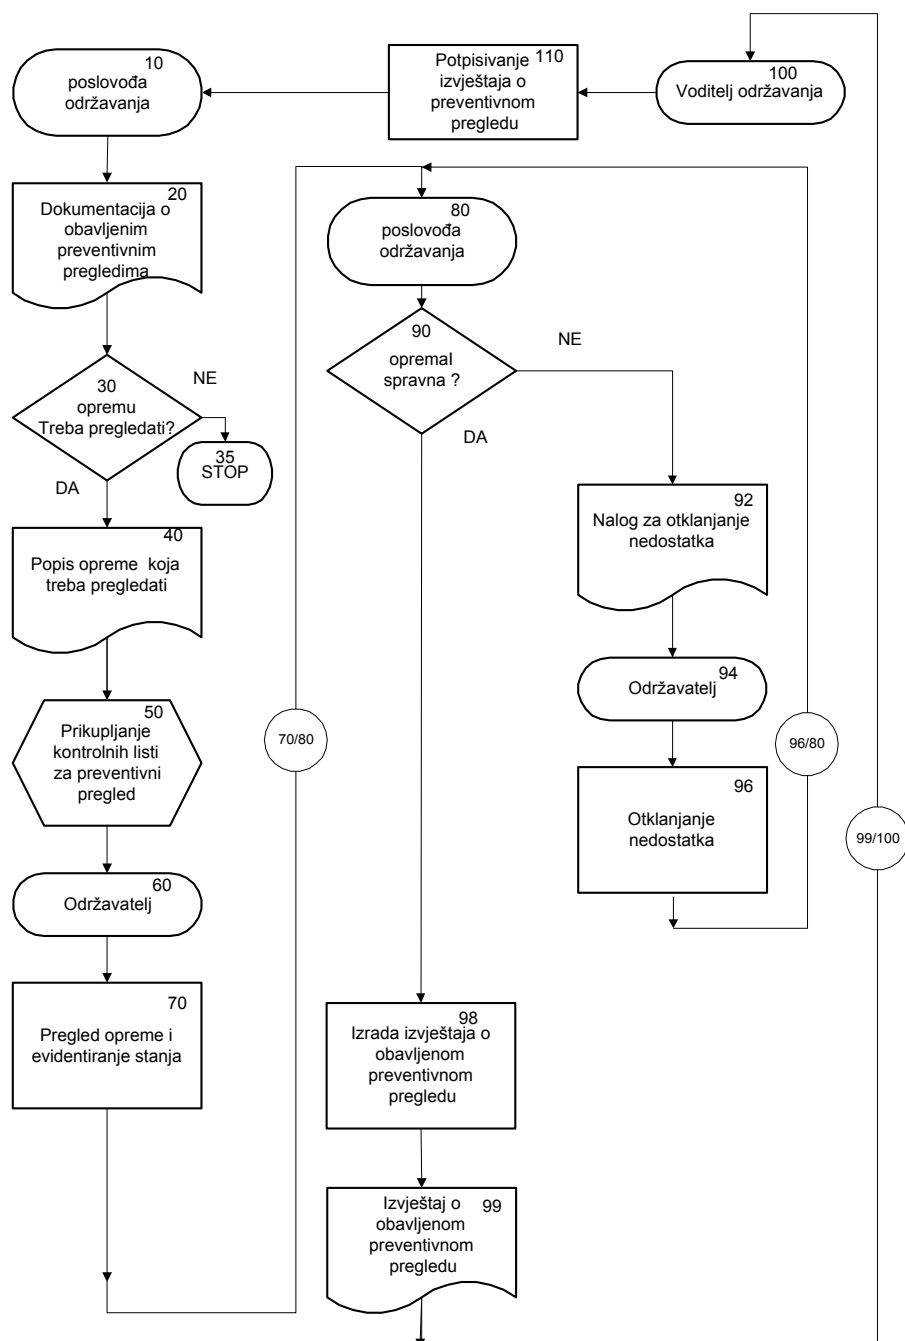 10
poslovođa
održavanja
110
Potpisivanje
izvještaja o
preventivnom
pregledu
100
Voditelj održavanja
20
Dokumentacija o
obavljenim
preventivnim
pregledima
30
opremu
Treba pregledati?
NE
35
STOP
DA
40
Popis opreme koja
treba pregledati
50
Prikupljanje
kontrolnih listi
za preventivni
pregled
60
Održavatelj
70
Pregled opreme i
evidentiranje stanja
70/80
80
poslovođa
održavanja
90
opremaI
spravna ?
NE
DA
92
Nalog za otklanjanje
nedostatka
94
Održavatelj
96
Otklanjanje
nedostatka
96/80
98
Izrada izvještaja o
obavljenom
preventivnom
pregledu
99
Izvještaj o
obavljenom
preventivnom
pregledu
99/100